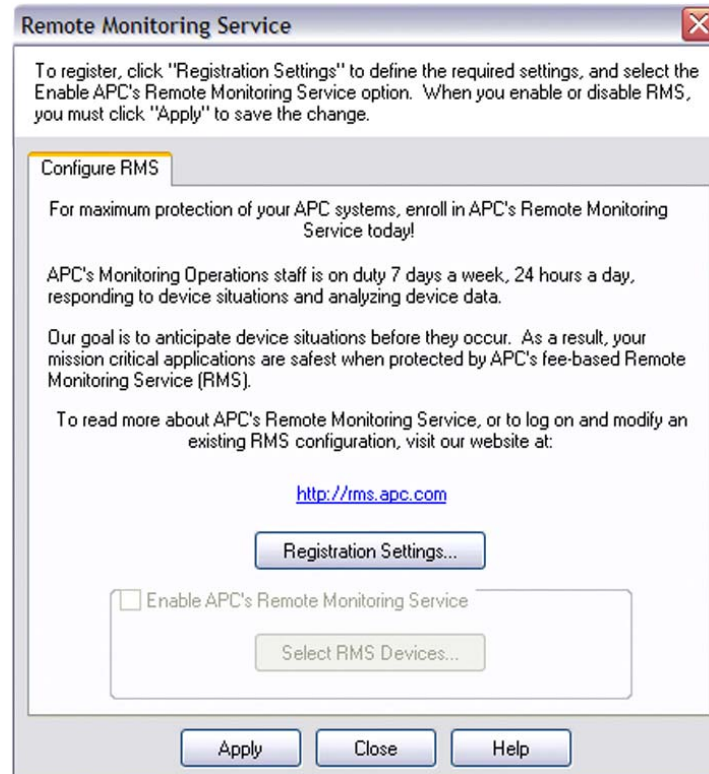 Remote Monitoring Service
To register, click "Registration Settings" to define the required settings, and select the
Enable APC's Remote Monitoring Service option. When you enable or disable RMS,
you must click "Apply" to save the change.
Configure RMS
For maximum protection of your APC systems, enroll in APC's Remote Monitoring
Service today!
APC's Monitoring Operations staff is on duty 7 days a week, 24 hours a day,
responding to device situations and analyzing device data.
Our goal is to anticipate device situations before they occur. As a result, your
mission critical applications are safest when protected by APC's fee-based Remote
Monitoring Service (RMS).
To read more about APC's Remote Monitoring Service, or to log on and modify an
existing RMS configuration, visit our website at:
http://rms.apc.com
Registration Settings...
Enable APC's Remote Monitoring Service
Select RMS Devices...
Apply Close Help